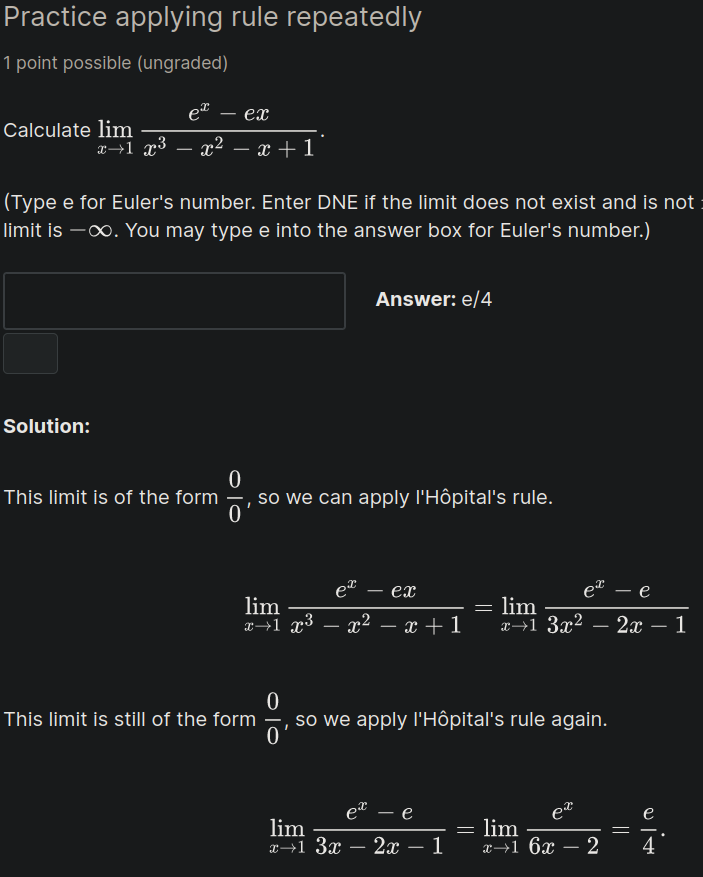 Practice applying rule repeatedly
1 point possible (ungraded)
Calculate $\lim_{x \to 1} \frac{e^x - ex}{x^3 - x^2 - x + 1}$.
(Type e for Euler's number. Enter DNE if the limit does not exist and is not
limit is $-\infty$. You may type e into the answer box for Euler's number.)
Answer: e/4
Solution:
This limit is of the form $\frac{0}{0}$, so we can apply l'Hôpital's rule.
$\lim_{x \to 1} \frac{e^x - ex}{x^3 - x^2 - x + 1} = \lim_{x \to 1} \frac{e^x - e}{3x^2 - 2x - 1}$
This limit is still of the form $\frac{0}{0}$, so we apply l'Hôpital's rule again.
$\lim_{x \to 1} \frac{e^x - e}{3x - 2x - 1} = \lim_{x \to 1} \frac{e^x}{6x - 2} = \frac{e}{4}.$